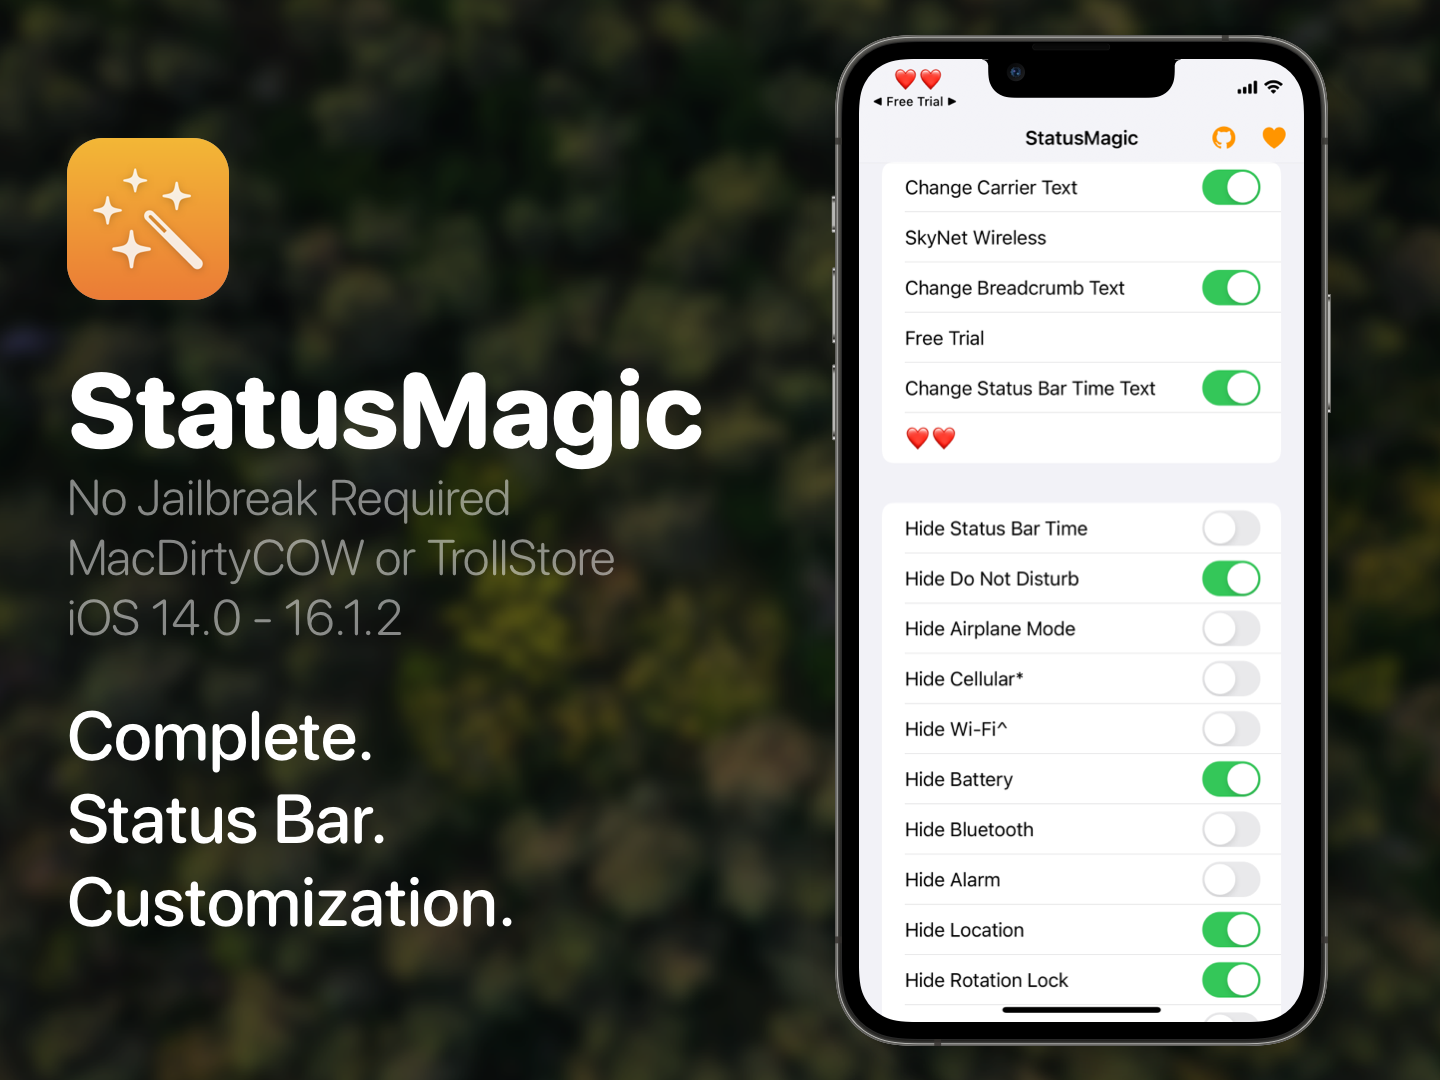 StatusMagic
No Jailbreak Required
MacDirtyCOW or TrollStore
iOS 14.0 - 16.1.2
Complete.
Status Bar.
Customization.
❤️❤️
◀ Free Trial ▶
StatusMagic
Change Carrier Text
SkyNet Wireless
Change Breadcrumb Text
Free Trial
Change Status Bar Time Text
❤️❤️
Hide Status Bar Time
Hide Do Not Disturb
Hide Airplane Mode
Hide Cellular*
Hide Wi-Fi^
Hide Battery
Hide Bluetooth
Hide Alarm
Hide Location
Hide Rotation Lock